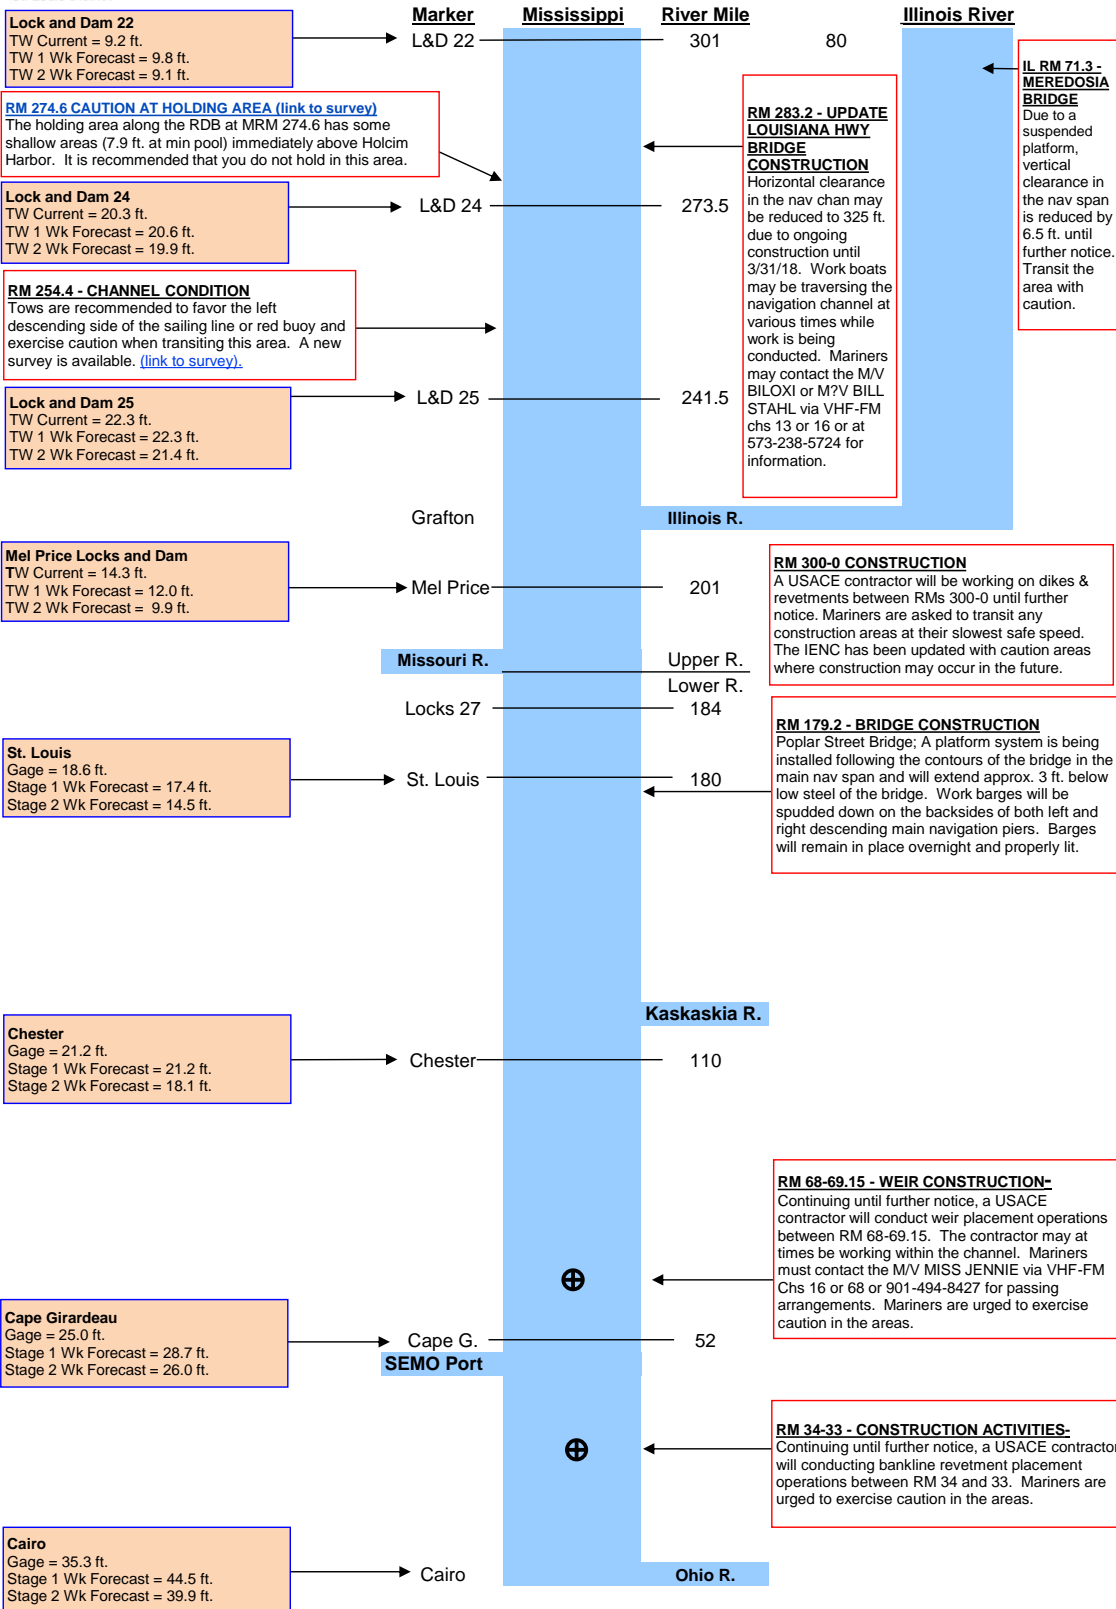 Marker
Mississippi
River Mile
Illinois River
Lock and Dam 22
TW Current = 9.2 ft.
TW 1 Wk Forecast = 9.8 ft.
TW 2 Wk Forecast = 9.1 ft.
L&D 22
301
80
IL RM 71.3 -
MEREDOSIA
BRIDGE
Due to a
suspended
platform,
vertical
clearance in
the nav span
is reduced by
6.5 ft. until
further notice.
Transit the
area with
caution.
RM 274.6 CAUTION AT HOLDING AREA (link to survey)
The holding area along the RDB at MRM 274.6 has some
shallow areas (7.9 ft. at min pool) immediately above Holcim
Harbor. It is recommended that you do not hold in this area.
RM 283.2 - UPDATE
LOUISIANA HWY
BRIDGE
CONSTRUCTION
Horizontal clearance
in the nav chan may
be reduced to 325 ft.
due to ongoing
construction until
3/31/18. Work boats
may be traversing the
navigation channel at
various times while
work is being
conducted. Mariners
may contact the M/V
BILOXI or M?V BILL
STAHL via VHF-FM
chs 13 or 16 or at
573-238-5724 for
information.
Lock and Dam 24
TW Current = 20.3 ft.
TW 1 Wk Forecast = 20.6 ft.
TW 2 Wk Forecast = 19.9 ft.
L&D 24
273.5
RM 254.4 - CHANNEL CONDITION
Tows are recommended to favor the left
descending side of the sailing line or red buoy and
exercise caution when transiting this area. A new
survey is available. (link to survey).
Lock and Dam 25
TW Current = 22.3 ft.
TW 1 Wk Forecast = 22.3 ft.
TW 2 Wk Forecast = 21.4 ft.
L&D 25
241.5
Grafton
Illinois R.
Mel Price Locks and Dam
TW Current = 14.3 ft.
TW 1 Wk Forecast = 12.0 ft.
TW 2 Wk Forecast = 9.9 ft.
Mel Price
201
RM 300-0 CONSTRUCTION
A USACE contractor will be working on dikes &
revetments between RMs 300-0 until further
notice. Mariners are asked to transit any
construction areas at their slowest safe speed.
The IENC has been updated with caution areas
where construction may occur in the future.
Missouri R.
Upper R.
Lower R.
Locks 27
184
RM 179.2 - BRIDGE CONSTRUCTION
Poplar Street Bridge; A platform system is being
installed following the contours of the bridge in the
main nav span and will extend approx. 3 ft. below
low steel of the bridge. Work barges will be
spudded down on the backsides of both left and
right descending main navigation piers. Barges
will remain in place overnight and properly lit.
St. Louis
Gage = 18.6 ft.
Stage 1 Wk Forecast = 17.4 ft.
Stage 2 Wk Forecast = 14.5 ft.
St. Louis
180
Kaskaskia R.
Chester
Gage = 21.2 ft.
Stage 1 Wk Forecast = 21.2 ft.
Stage 2 Wk Forecast = 18.1 ft.
Chester
110
RM 68-69.15 - WEIR CONSTRUCTION-
Continuing until further notice, a USACE
contractor will conduct weir placement operations
between RM 68-69.15. The contractor may at
times be working within the channel. Mariners
must contact the M/V MISS JENNIE via VHF-FM
Chs 16 or 68 or 901-494-8427 for passing
arrangements. Mariners are urged to exercise
caution in the areas.
Cape Girardeau
Gage = 25.0 ft.
Stage 1 Wk Forecast = 28.7 ft.
Stage 2 Wk Forecast = 26.0 ft.
Cape G.
52
SEMO Port
RM 34-33 - CONSTRUCTION ACTIVITIES-
Continuing until further notice, a USACE contractor
will conducting bankline revetment placement
operations between RM 34 and 33. Mariners are
urged to exercise caution in the areas.
Cairo
Gage = 35.3 ft.
Stage 1 Wk Forecast = 44.5 ft.
Stage 2 Wk Forecast = 39.9 ft.
Cairo
Ohio R.